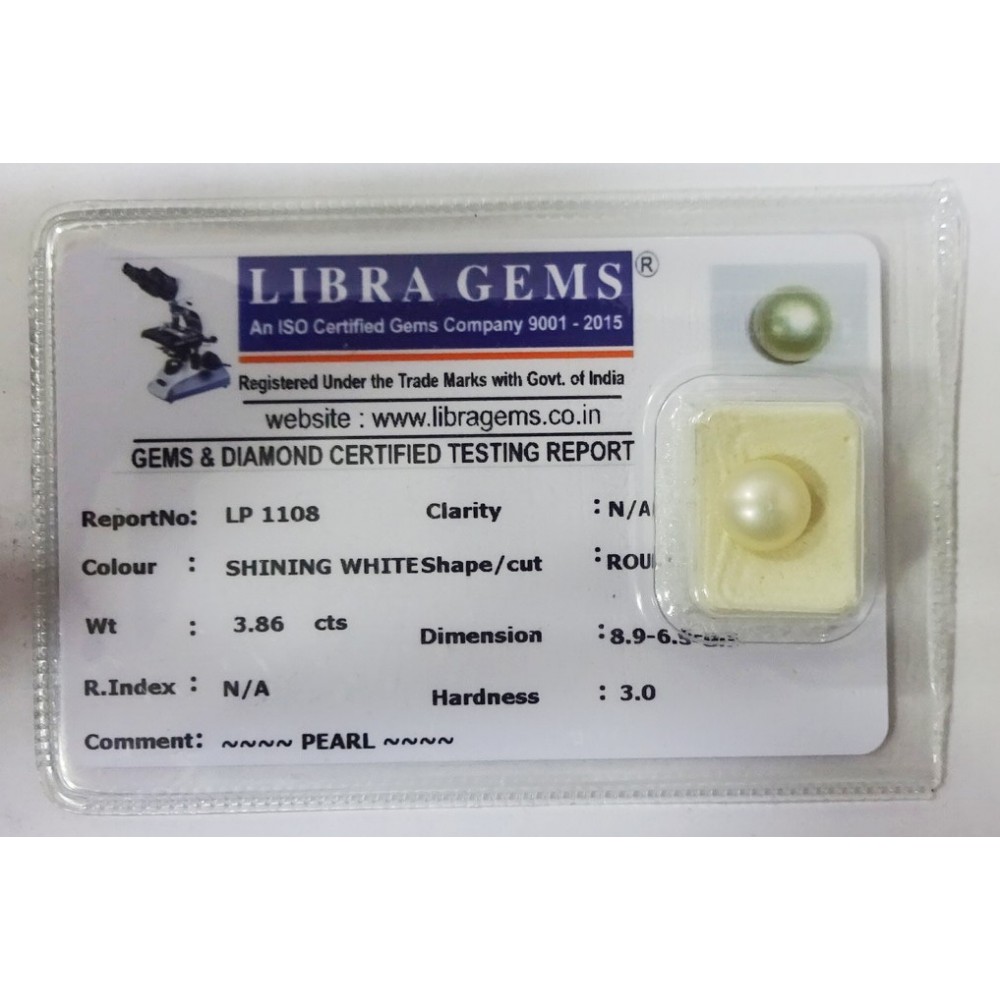 LIBRA GEMS ®
An ISO Certified Gems Company 9001 - 2015
Registered Under the Trade Marks with Govt. of India
website : www.libragems.co.in
GEMS & DIAMOND CERTIFIED TESTING REPORT
ReportNo: LP 1108 Clarity : N/A
Colour : SHINING WHITE Shape/cut :
Wt : 3.86 cts Dimension :
R.Index : N/A Hardness : 3.0
Comment: ~~~~ PEARL ~~~~